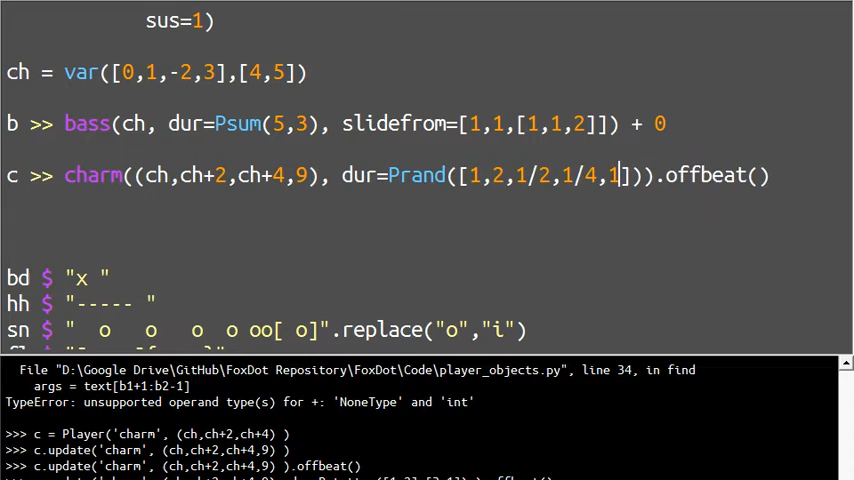 sus=1)
ch = var([0,1,-2,3],[4,5])
b >> bass(ch, dur=Psum(5,3), slidefrom=[1,1,[1,1,2]]) + 0
c >> charm((ch,ch+2,ch+4,9), dur=Prand([1,2,1/2,1/4,1])).offbeat()
bd $ "x "
hh $ "----- "
sn $ "  o   o   o  o oo[ o]".replace("o","i")
File "D:\Google Drive\GitHub\FoxDot Repository\FoxDot\Code\player_objects.py", line 34, in find
args = text[b1+1:b2-1]
TypeError: unsupported operand type(s) for +: 'NoneType' and 'int'
>>> c = Player('charm', (ch,ch+2,ch+4) )
>>> c.update('charm', (ch,ch+2,ch+4,9) )
>>> c.update('charm', (ch,ch+2,ch+4,9) ).offbeat()